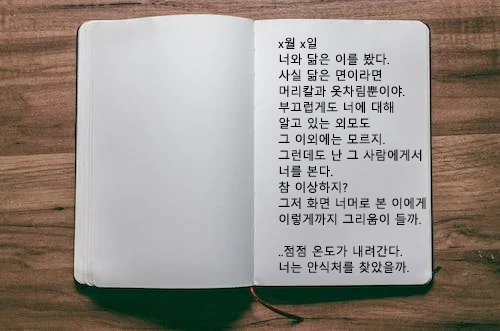 x월 x일
너와 닮은 이를 봤다.
사실 닮은 면이라면
머리칼과 옷차림뿐이야.
부끄럽게도 너에 대해
알고 있는 외모도
그 이외에는 모르지.
그런데도 난 그 사람에게서
너를 본다.
참 이상하지?
그저 화면 너머로 본 이에게
이렇게까지 그리움이 들까.
..점점 온도가 내려간다.
너는 안식처를 찾았을까.